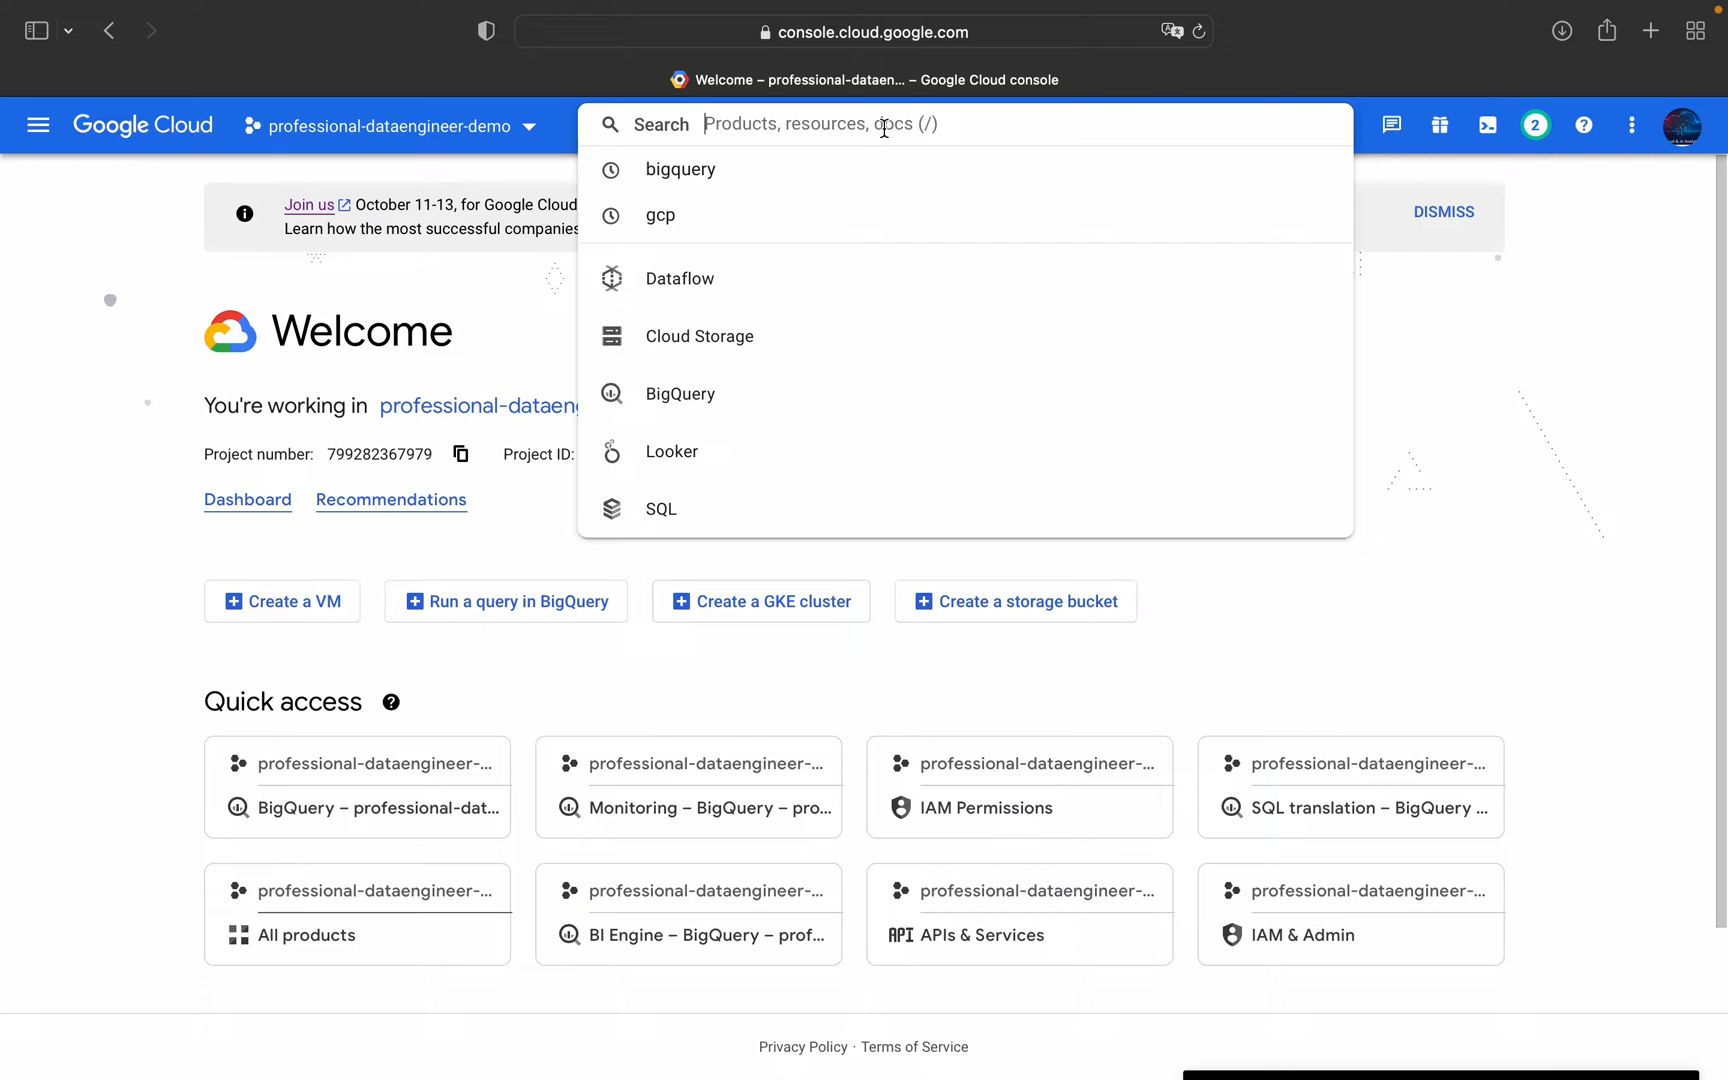 console.cloud.google.com
Welcome – professional-dataen... – Google Cloud console
Google Cloud
professional-dataengineer-demo
Search Products, resources, docs (/)
2
bigquery
gcp
Dataflow
Cloud Storage
BigQuery
Looker
SQL
Join us October 11-13, for Google Cloud
Learn how the most successful companies
DISMISS
Welcome
You're working in professional-dataeng
Project number: 799282367979 Project ID:
Dashboard Recommendations
Create a VM
Run a query in BigQuery
Create a GKE cluster
Create a storage bucket
Quick access
professional-dataengineer-...
BigQuery – professional-dat...
professional-dataengineer-...
Monitoring – BigQuery – pro...
professional-dataengineer-...
IAM Permissions
professional-dataengineer-...
SQL translation – BigQuery ...
professional-dataengineer-...
All products
professional-dataengineer-...
BI Engine – BigQuery – prof...
professional-dataengineer-...
API APIs & Services
professional-dataengineer-...
IAM & Admin
Privacy Policy · Terms of Service